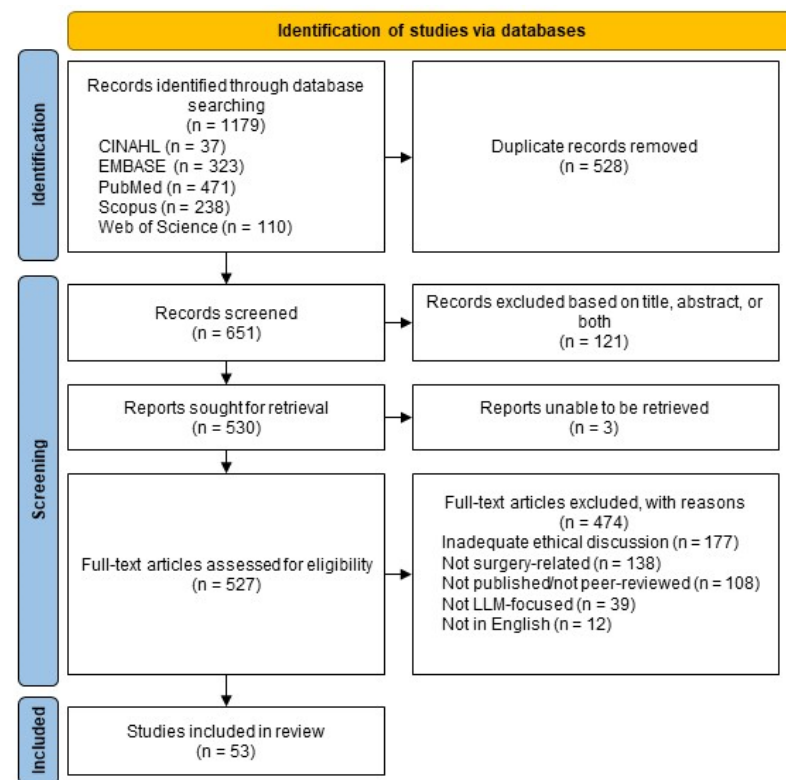 Identification of studies via databases
Identification
Records identified through database
searching
(n = 1179)
CINAHL (n = 37)
EMBASE (n = 323)
PubMed (n = 471)
Scopus (n = 238)
Web of Science (n = 110)
Duplicate records removed
(n = 528)
Screening
Records screened
(n = 651)
Records excluded based on title, abstract, or
both
(n = 121)
Reports sought for retrieval
(n = 530)
Reports unable to be retrieved
(n = 3)
Full-text articles assessed for eligibility
(n = 527)
Full-text articles excluded, with reasons
(n = 474)
Inadequate ethical discussion (n = 177)
Not surgery-related (n = 138)
Not published/not peer-reviewed (n = 108)
Not LLM-focused (n = 39)
Not in English (n = 12)
Included
Studies included in review
(n = 53)